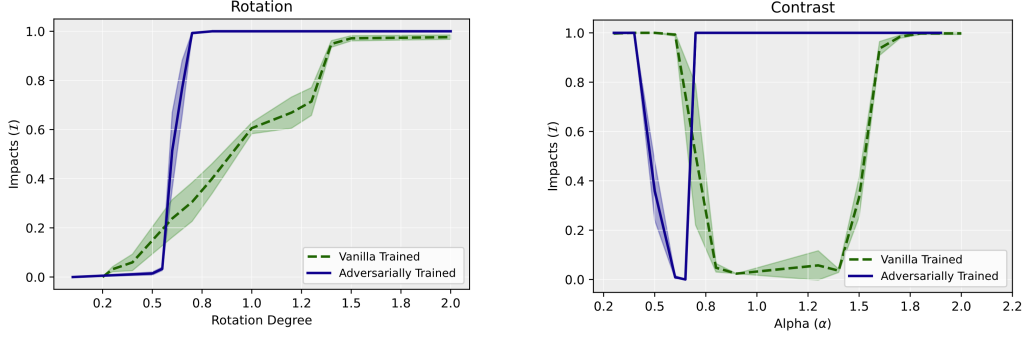 Rotation
Impacts (ℐ)
1.0
0.8
0.6
0.4
0.2
0.0
Vanilla Trained
Adversarially Trained
0.2 0.5 0.8 1.0 1.2 1.5 1.8 2.0
Rotation Degree
Contrast
Impacts (ℐ)
1.0
0.8
0.6
0.4
0.2
0.0
Vanilla Trained
Adversarially Trained
0.2 0.5 0.8 1.0 1.2 1.5 1.8 2.0 2.2
Alpha (α)